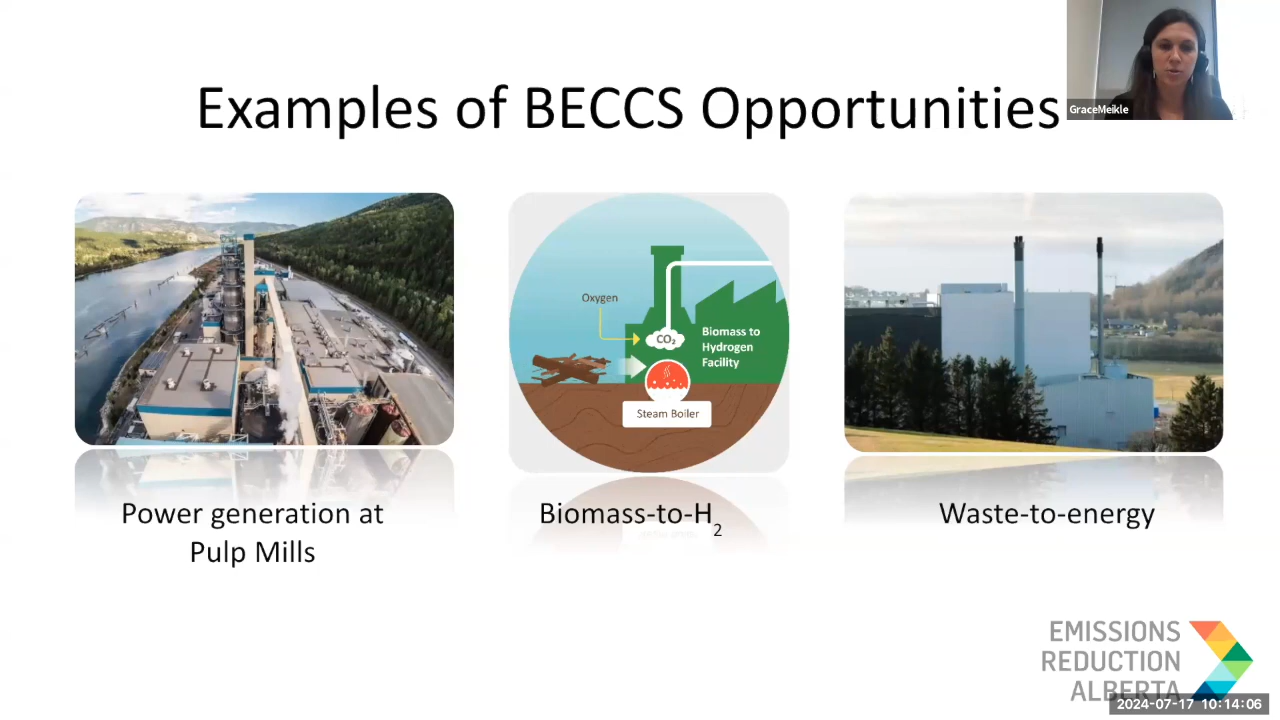 Examples of BECCS Opportunities
GraceMeikle
Oxygen
CO₂
Biomass to
Hydrogen
Facility
Steam Boiler
Power generation at
Pulp Mills
Biomass-to-H₂
Waste-to-energy
EMISSIONS
REDUCTION
ALBERTA
2024-07-17 10:14:06